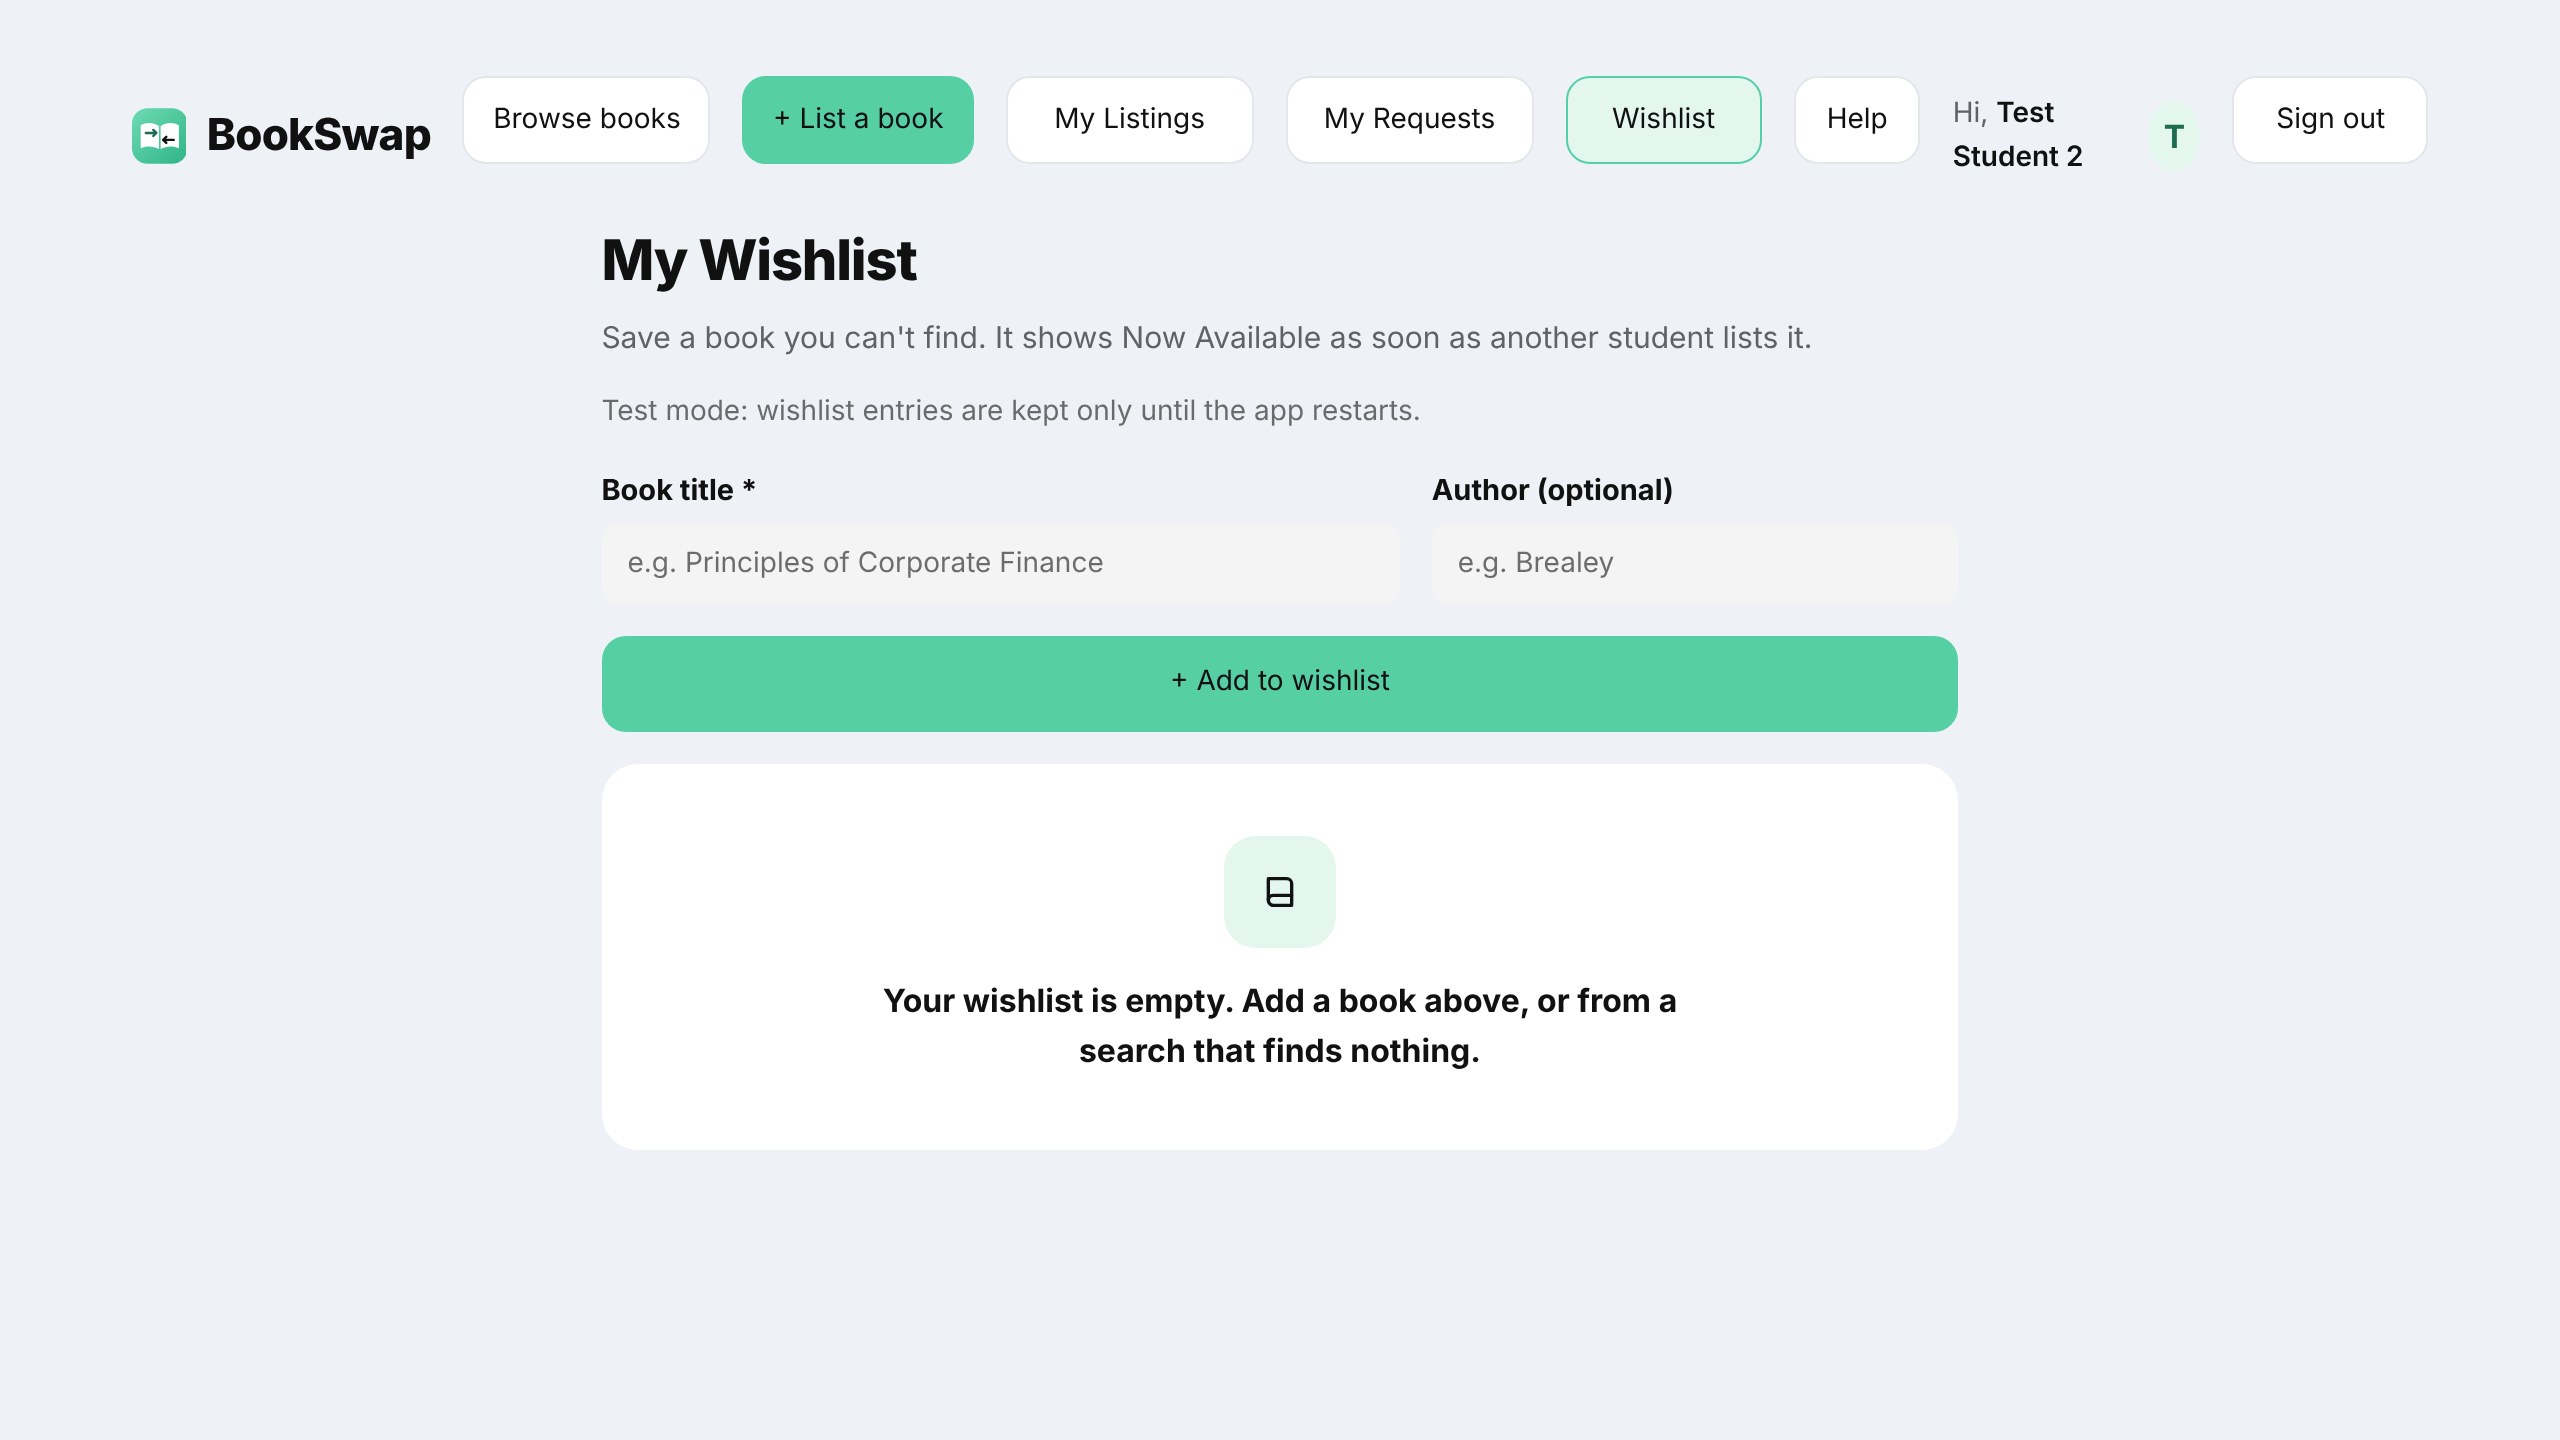 BookSwap
Browse books
+ List a book
My Listings
My Requests
Wishlist
Help
Hi, Test
Student 2
T
Sign out
My Wishlist
Save a book you can't find. It shows Now Available as soon as another student lists it.
Test mode: wishlist entries are kept only until the app restarts.
Book title *
Author (optional)
e.g. Principles of Corporate Finance
e.g. Brealey
+ Add to wishlist
Your wishlist is empty. Add a book above, or from a
search that finds nothing.